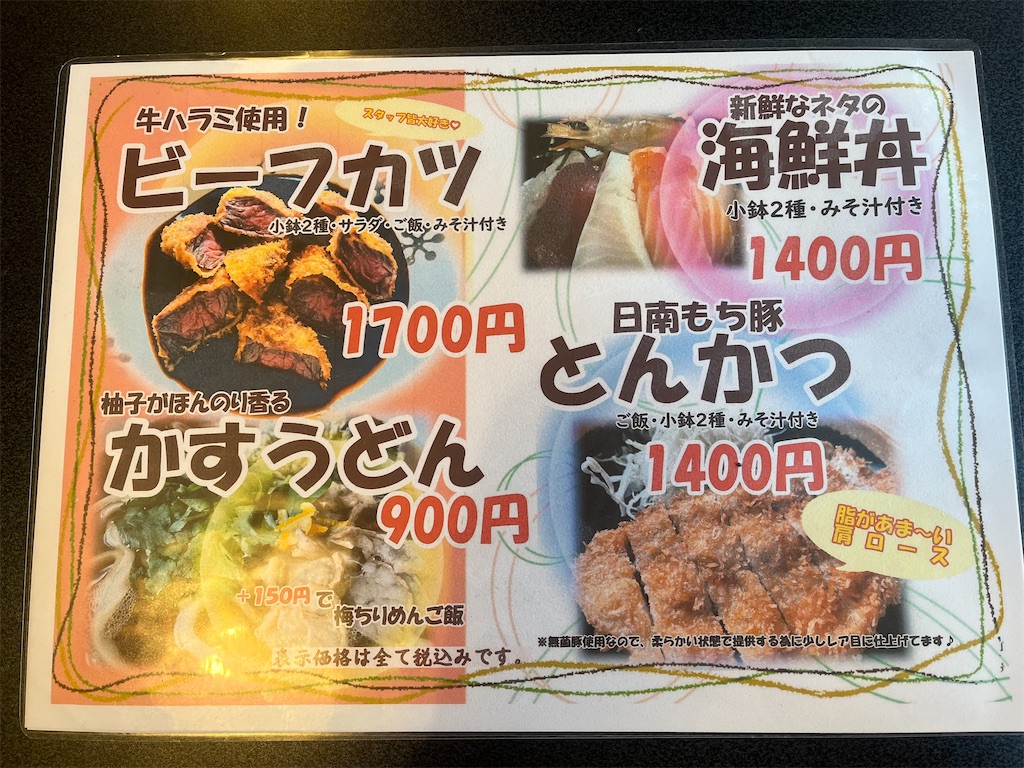 牛ハラミ使用！
スタッフ皆大好き♥
ビーフカツ
小鉢2種・サラダ・ご飯・みそ汁付き
1700円
柚子がほんのり香る
かすうどん
900円
+150円で
梅ちりめんご飯
表示価格は全て税込みです。
新鮮なネタの
海鮮丼
小鉢2種・みそ汁付き
1400円
日南もち豚
とんかつ
ご飯・小鉢2種・みそ汁付き
1400円
脂があま〜い
肩ロース
※無菌豚使用なので、柔らかい状態で提供する為に少しレア目に仕上げてます♪